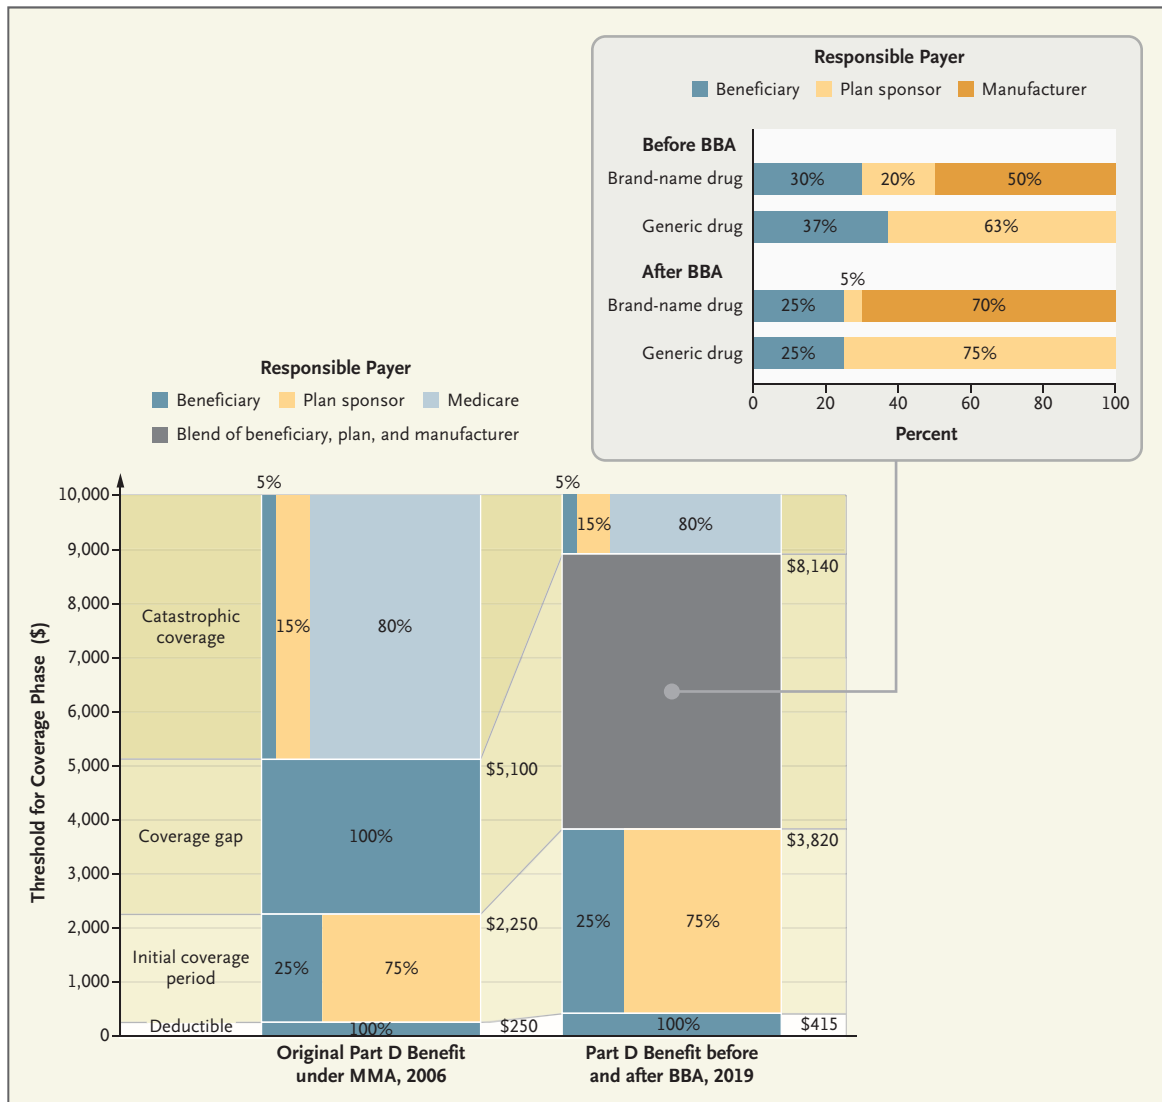 Responsible Payer
Beneficiary Plan sponsor Manufacturer
Before BBA
Brand-name drug 30% 20% 50%
Generic drug 37% 63%
After BBA
5%
Brand-name drug 25% 70%
Generic drug 25% 75%
0 20 40 60 80 100
Percent
Responsible Payer
Beneficiary Plan sponsor Medicare
Blend of beneficiary, plan, and manufacturer
Threshold for Coverage Phase ($)
5% 5%
10,000
15% 80%
9,000
$8,140
8,000
Catastrophic
coverage
15% 80%
7,000
6,000
5,000
$5,100
4,000
Coverage gap 100%
$3,820
3,000
2,000
$2,250
25% 75%
Initial coverage
period
25% 75%
1,000
Deductible 100% $250 100% $415
0
Original Part D Benefit
under MMA, 2006
Part D Benefit before
and after BBA, 2019